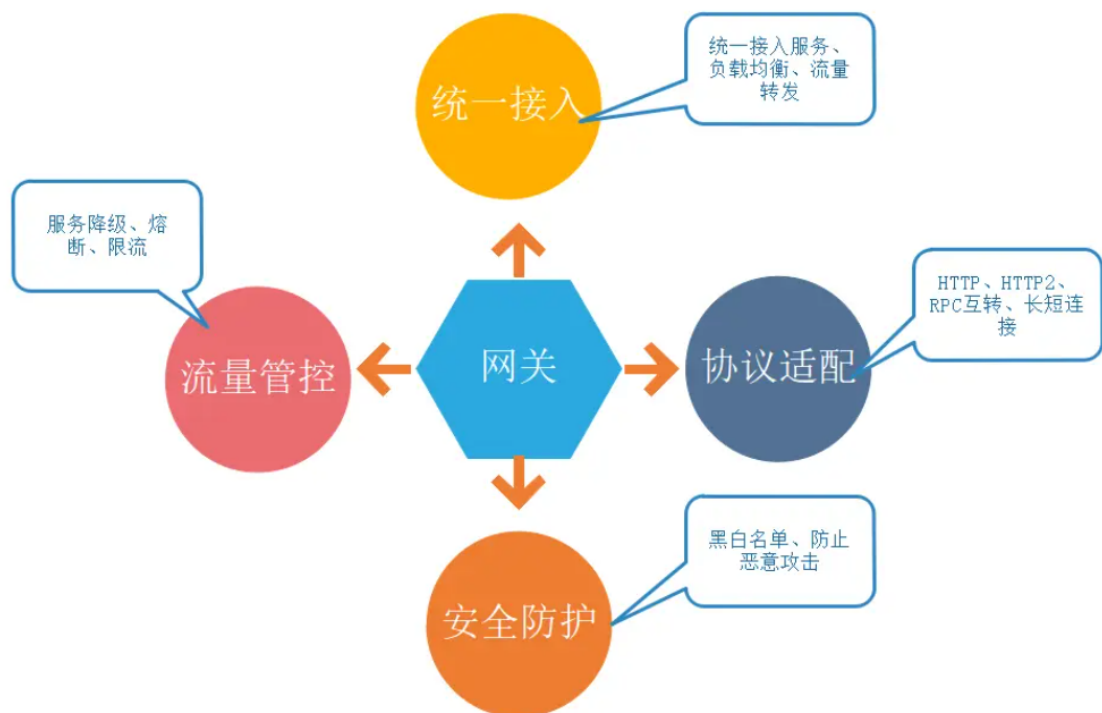 统一接入
统一接入服务、
负载均衡、流量
转发
服务降级、熔
断、限流
流量管控
网关
协议适配
HTTP、HTTP2、
RPC互转、长短连
接
安全防护
黑白名单、防止
恶意攻击